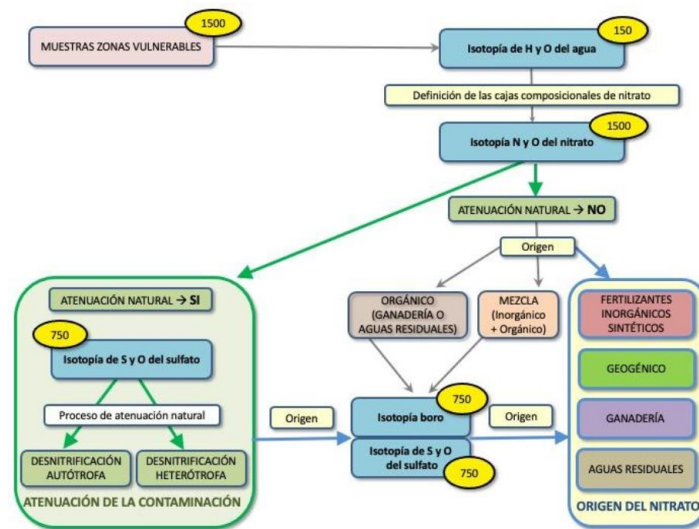 1500
MUESTRAS ZONAS VULNERABLES
150
Isotopía de H y O del agua
Definición de las cajas composicionales de nitrato
1500
Isotopía N y O del nitrato
ATENUACIÓN NATURAL → NO
Origen
ATENUACIÓN NATURAL → SI
750
Isotopía de S y O del sulfato
Proceso de atenuación natural
DESNITRIFICACIÓN
AUTÓTROFA
DESNITRIFICACIÓN
HETERÓTROFA
ATENUACIÓN DE LA CONTAMINACIÓN
Origen
ORGÁNICO
(GANADERÍA O
AGUAS RESIDUALES)
MEZCLA
(Inorgánico
+ Orgánico)
750
Isotopía boro
Isotopía de S y O
del sulfato
750
Origen
FERTILIZANTES
INORGÁNICOS
SINTÉTICOS
GEOGÉNICO
GANADERÍA
AGUAS RESIDUALES
ORIGEN DEL NITRATO